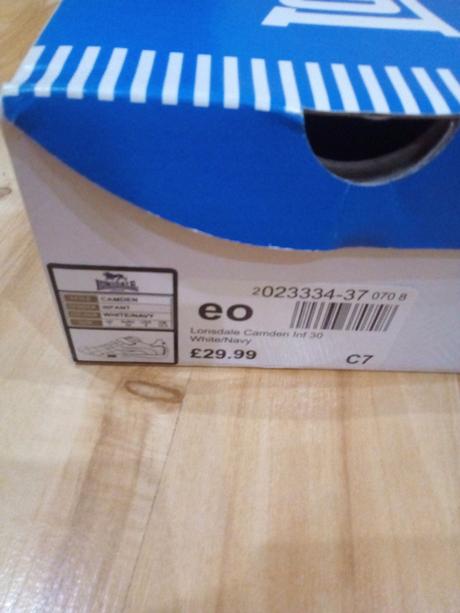 LONSDALE
CAMDEN
INFANT
WHITE/NAVY
2023334-37 070 8
eo
Lonsdale Camden Inf 30
White/Navy
£29.99
C7